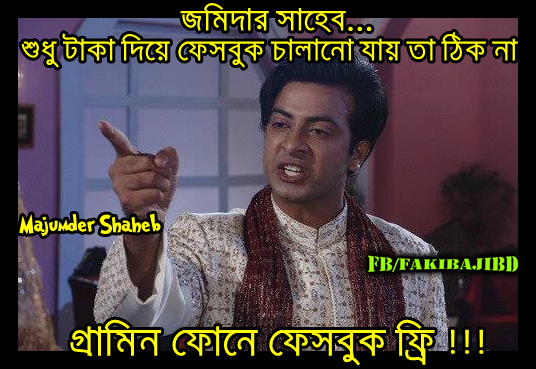 জমিদার সাহেব...
শুধু টাকা দিয়ে ফেসবুক চালানো যায় তা ঠিক না
Majumder Shaheb
FB/FAKIBAJIBD
গ্রামিন ফোনে ফেসবুক ফ্রি !!!